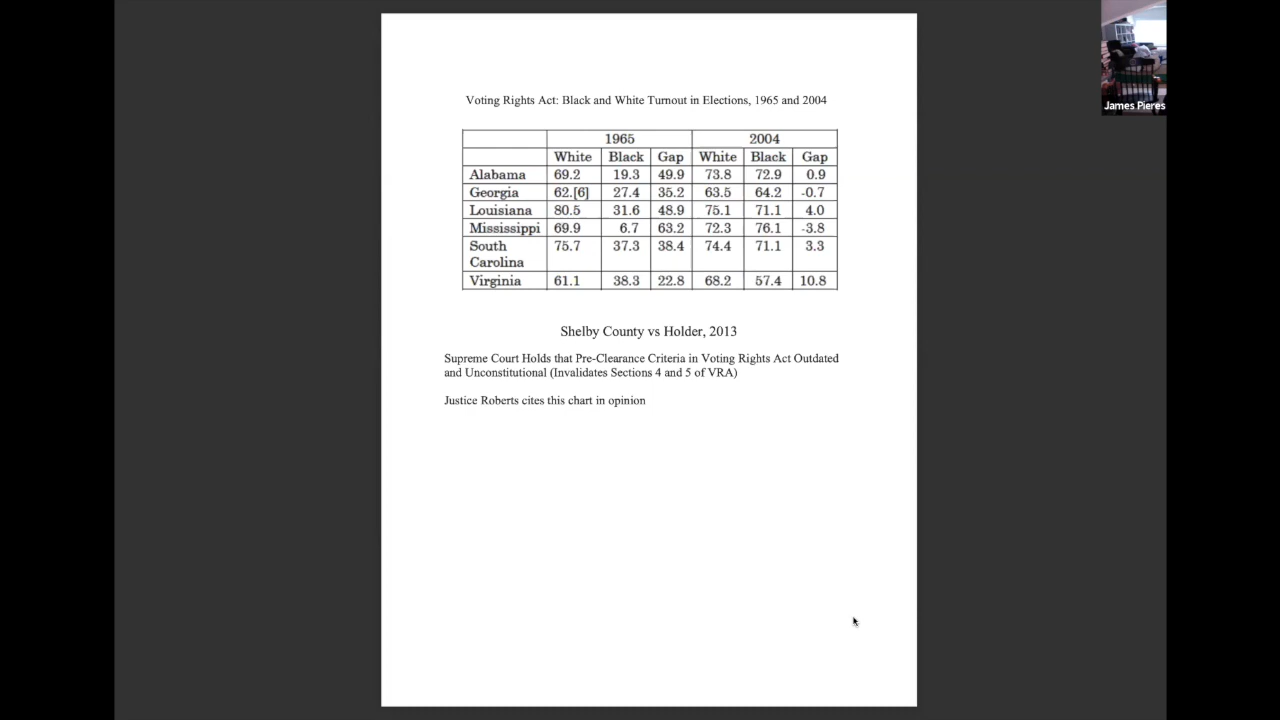 James Pieres
Voting Rights Act: Black and White Turnout in Elections, 1965 and 2004
1965 2004
White Black Gap White Black Gap
Alabama 69.2 19.3 49.9 73.8 72.9 0.9
Georgia 62.[6] 27.4 35.2 63.5 64.2 -0.7
Louisiana 80.5 31.6 48.9 75.1 71.1 4.0
Mississippi 69.9 6.7 63.2 72.3 76.1 -3.8
South 75.7 37.3 38.4 74.4 71.1 3.3
Carolina
Virginia 61.1 38.3 22.8 68.2 57.4 10.8
Shelby County vs Holder, 2013
Supreme Court Holds that Pre-Clearance Criteria in Voting Rights Act Outdated
and Unconstitutional (Invalidates Sections 4 and 5 of VRA)
Justice Roberts cites this chart in opinion